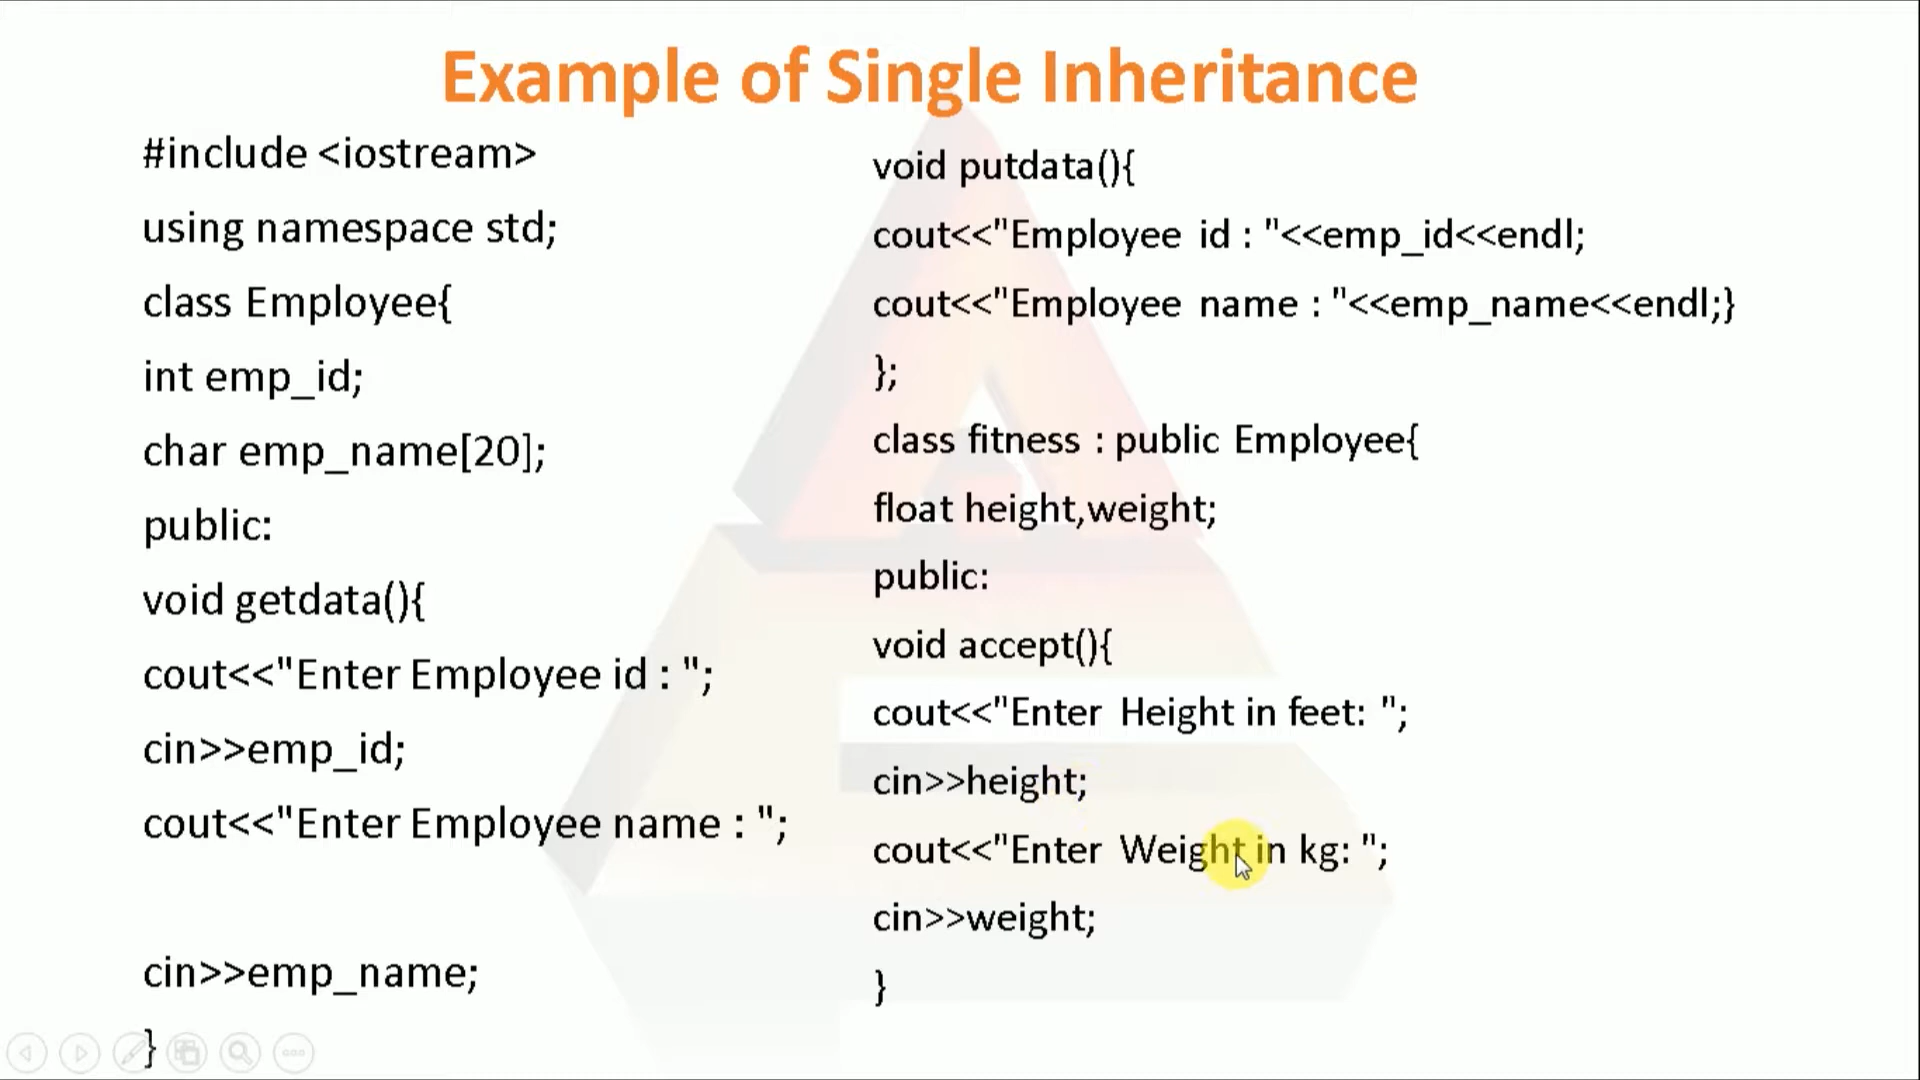 Example of Single Inheritance
#include <iostream>
using namespace std;
class Employee{
int emp_id;
char emp_name[20];
public:
void getdata(){
cout<<"Enter Employee id : ";
cin>>emp_id;
cout<<"Enter Employee name : ";
cin>>emp_name;
}
void putdata(){
cout<<"Employee id : "<<emp_id<<endl;
cout<<"Employee name : "<<emp_name<<endl;}
};
class fitness : public Employee{
float height,weight;
public:
void accept(){
cout<<"Enter Height in feet: ";
cin>>height;
cout<<"Enter Weight in kg: ";
cin>>weight;
}